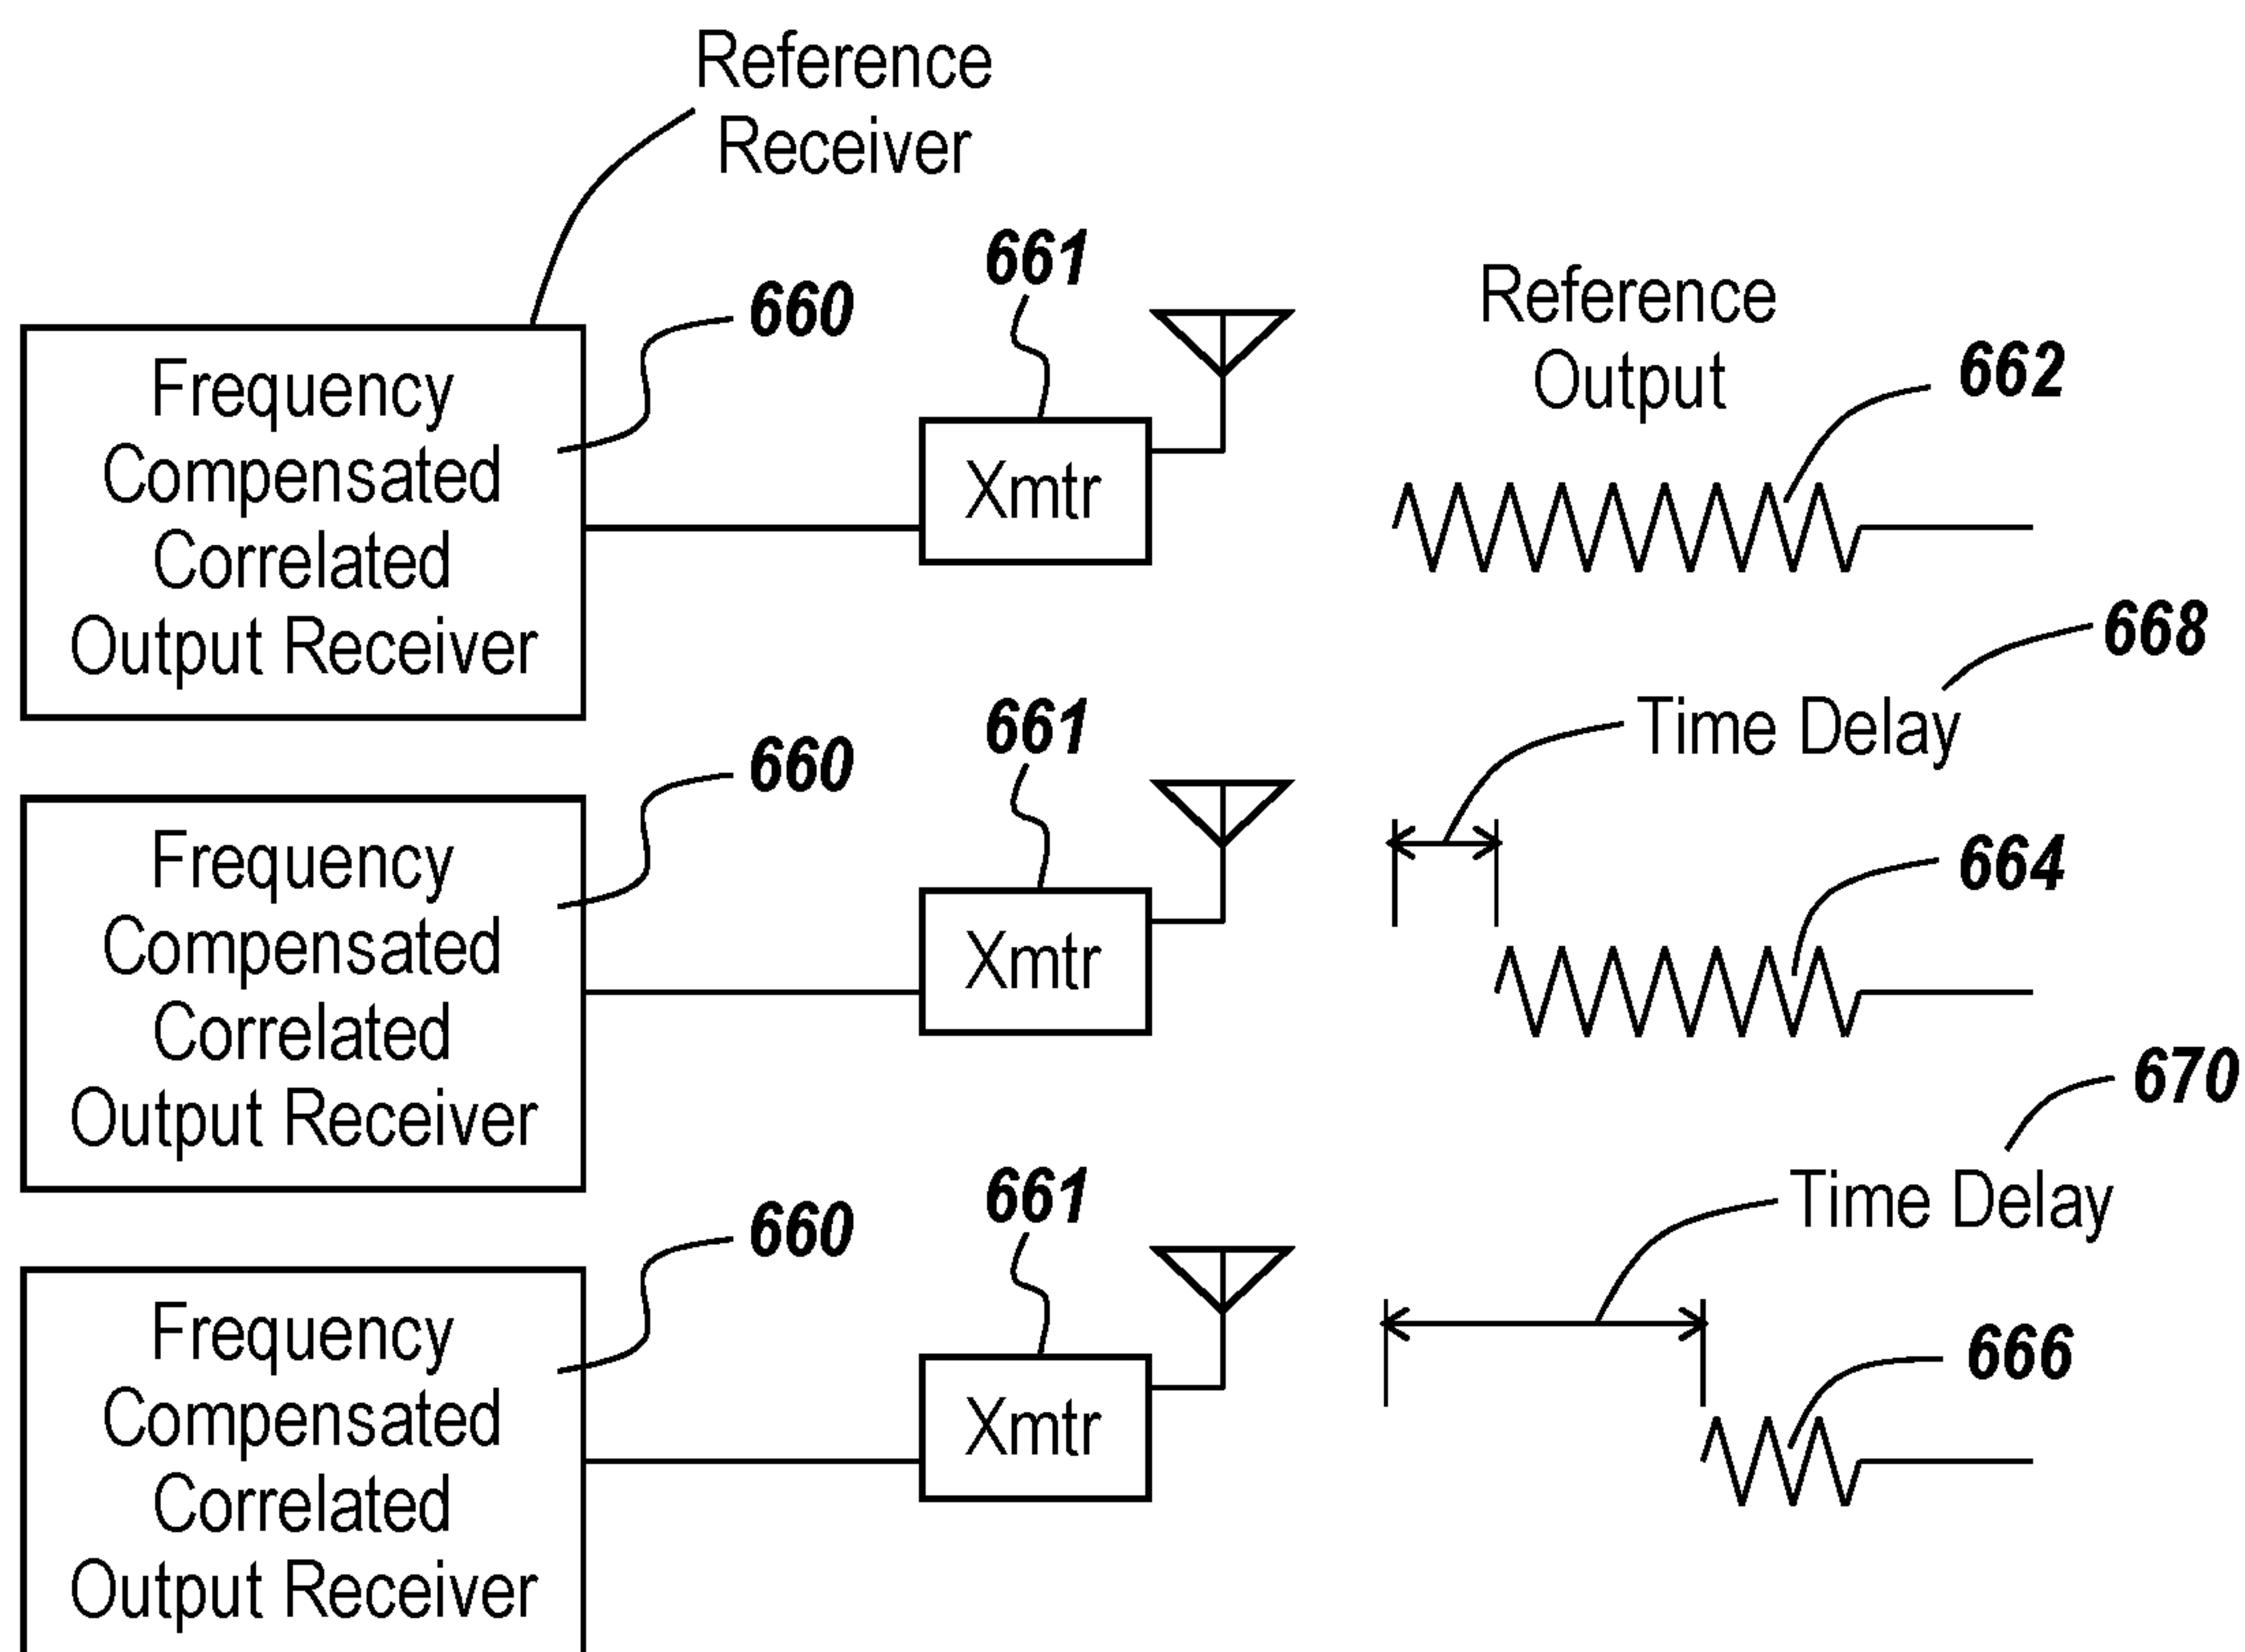 Reference
Receiver
661
660
Reference
Output
662
Frequency
Compensated
Correlated
Output Receiver
Xmtr
668
Time Delay
661
660
664
Frequency
Compensated
Correlated
Output Receiver
Xmtr
670
Time Delay
661
660
666
Frequency
Compensated
Correlated
Output Receiver
Xmtr